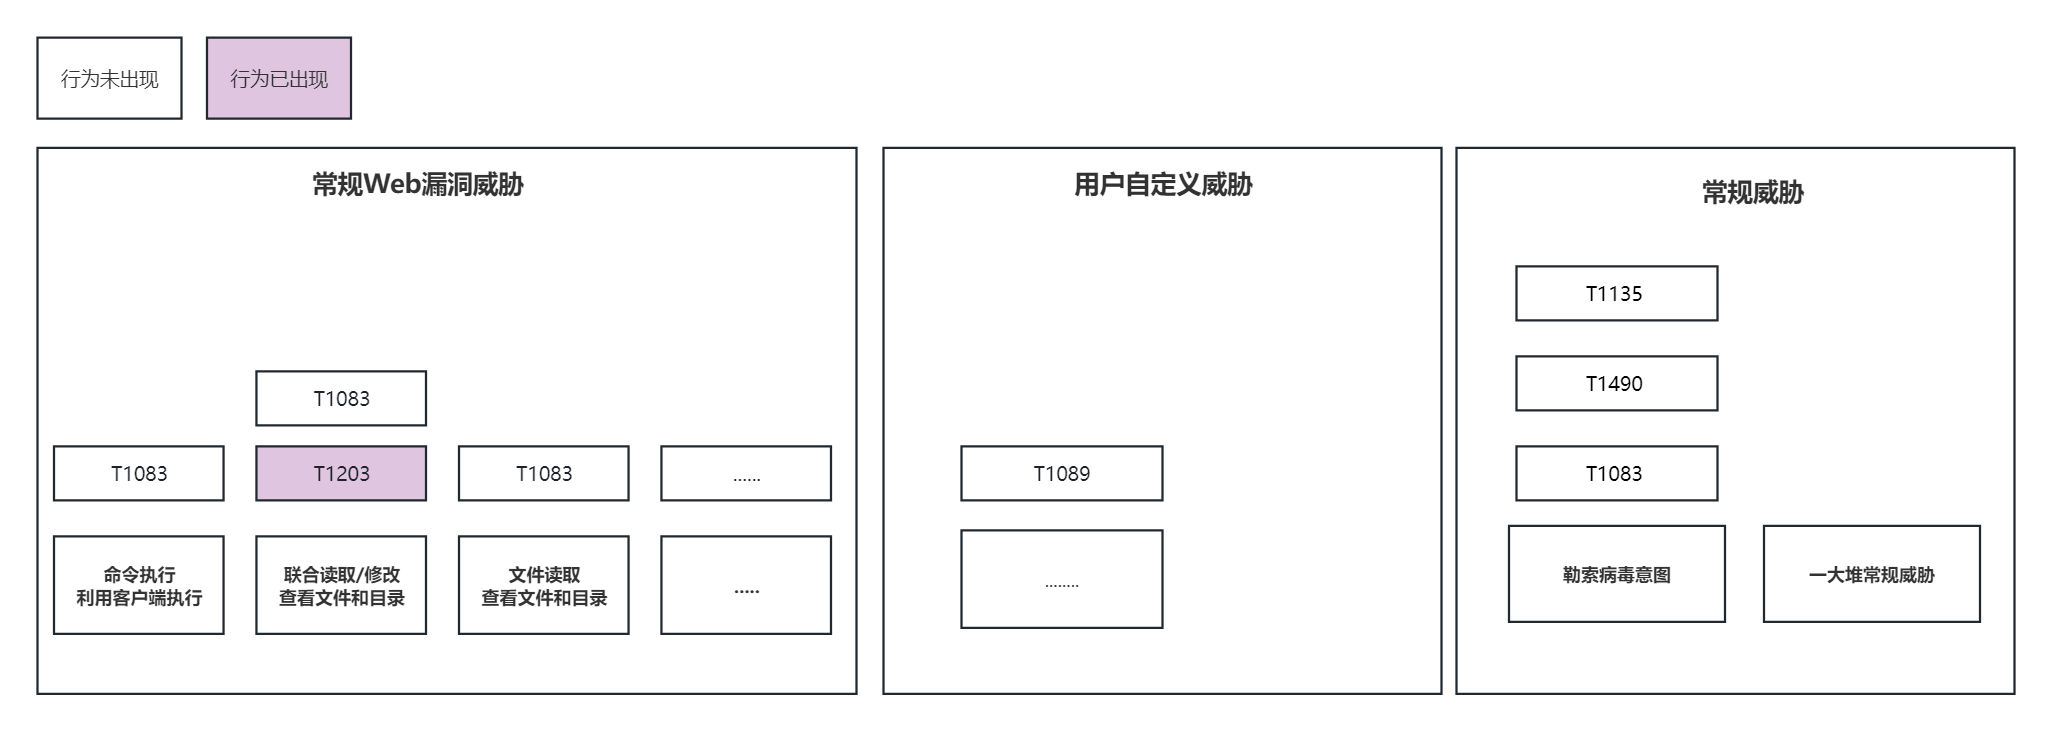 行为未出现
行为已出现
常规Web漏洞威胁
T1083
T1083
T1203
T1083
......
命令执行
利用客户端执行
联合读取/修改
查看文件和目录
文件读取
查看文件和目录
.....
用户自定义威胁
T1089
........
常规威胁
T1135
T1490
T1083
勒索病毒意图
一大堆常规威胁